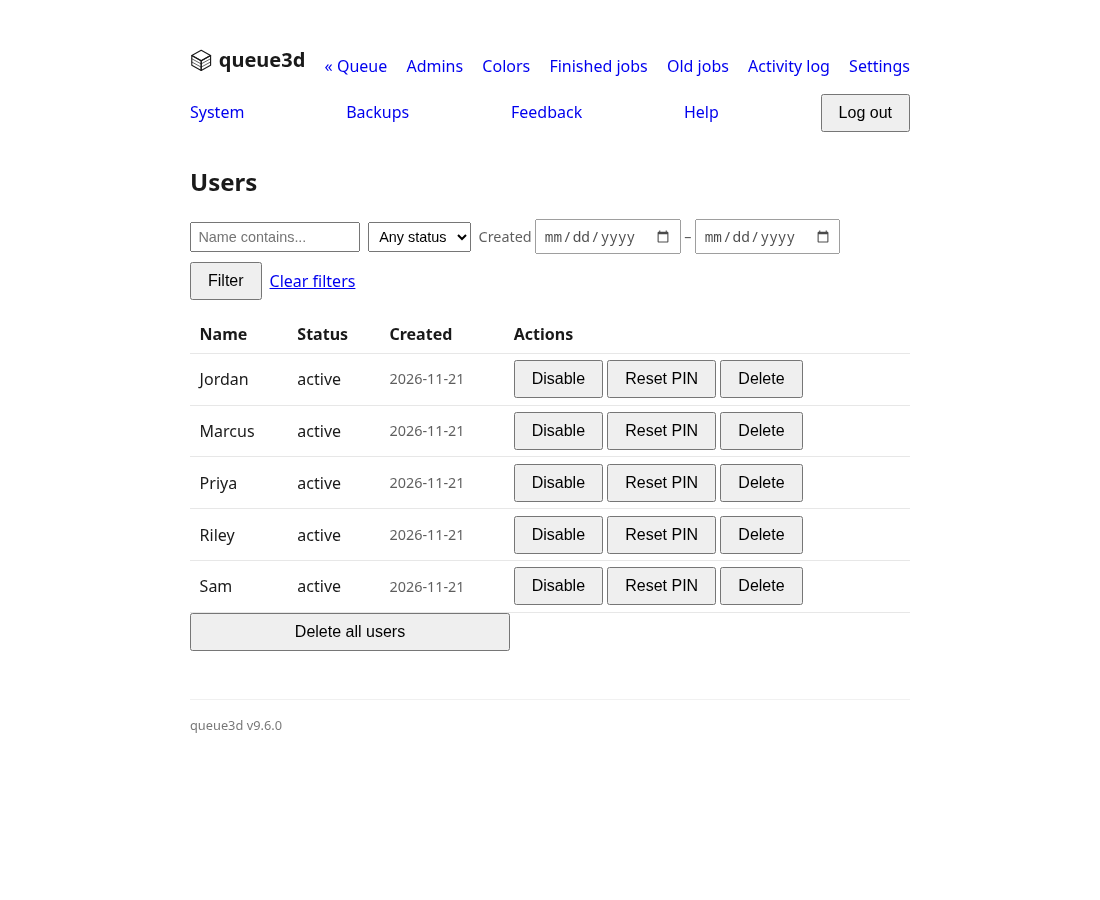 queue3d « Queue Admins Colors Finished jobs Old jobs Activity log Settings
System Backups Feedback Help Log out
Users
Name contains... Any status Created mm/dd/yyyy – mm/dd/yyyy
Filter Clear filters
Name Status Created Actions
Jordan active 2026-11-21 Disable Reset PIN Delete
Marcus active 2026-11-21 Disable Reset PIN Delete
Priya active 2026-11-21 Disable Reset PIN Delete
Riley active 2026-11-21 Disable Reset PIN Delete
Sam active 2026-11-21 Disable Reset PIN Delete
Delete all users
queue3d v9.6.0